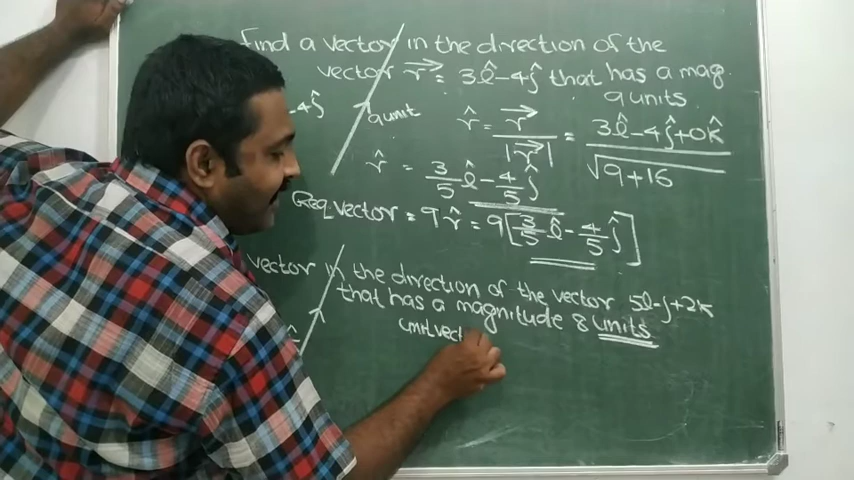 Find a vector in the direction of the
vector r = 3î-4ĵ that has a mag
9 units
-4ĵ
9 unit
r̂ = r / |r| = 3î-4ĵ+0k̂ / √9+16
r̂ = 3/5 î - 4/5 ĵ
Req vector = 9r̂ = 9[3/5 î - 4/5 ĵ]
vector in the direction of the vector 5î-j+2k
that has a magnitude 8 units
unit vect